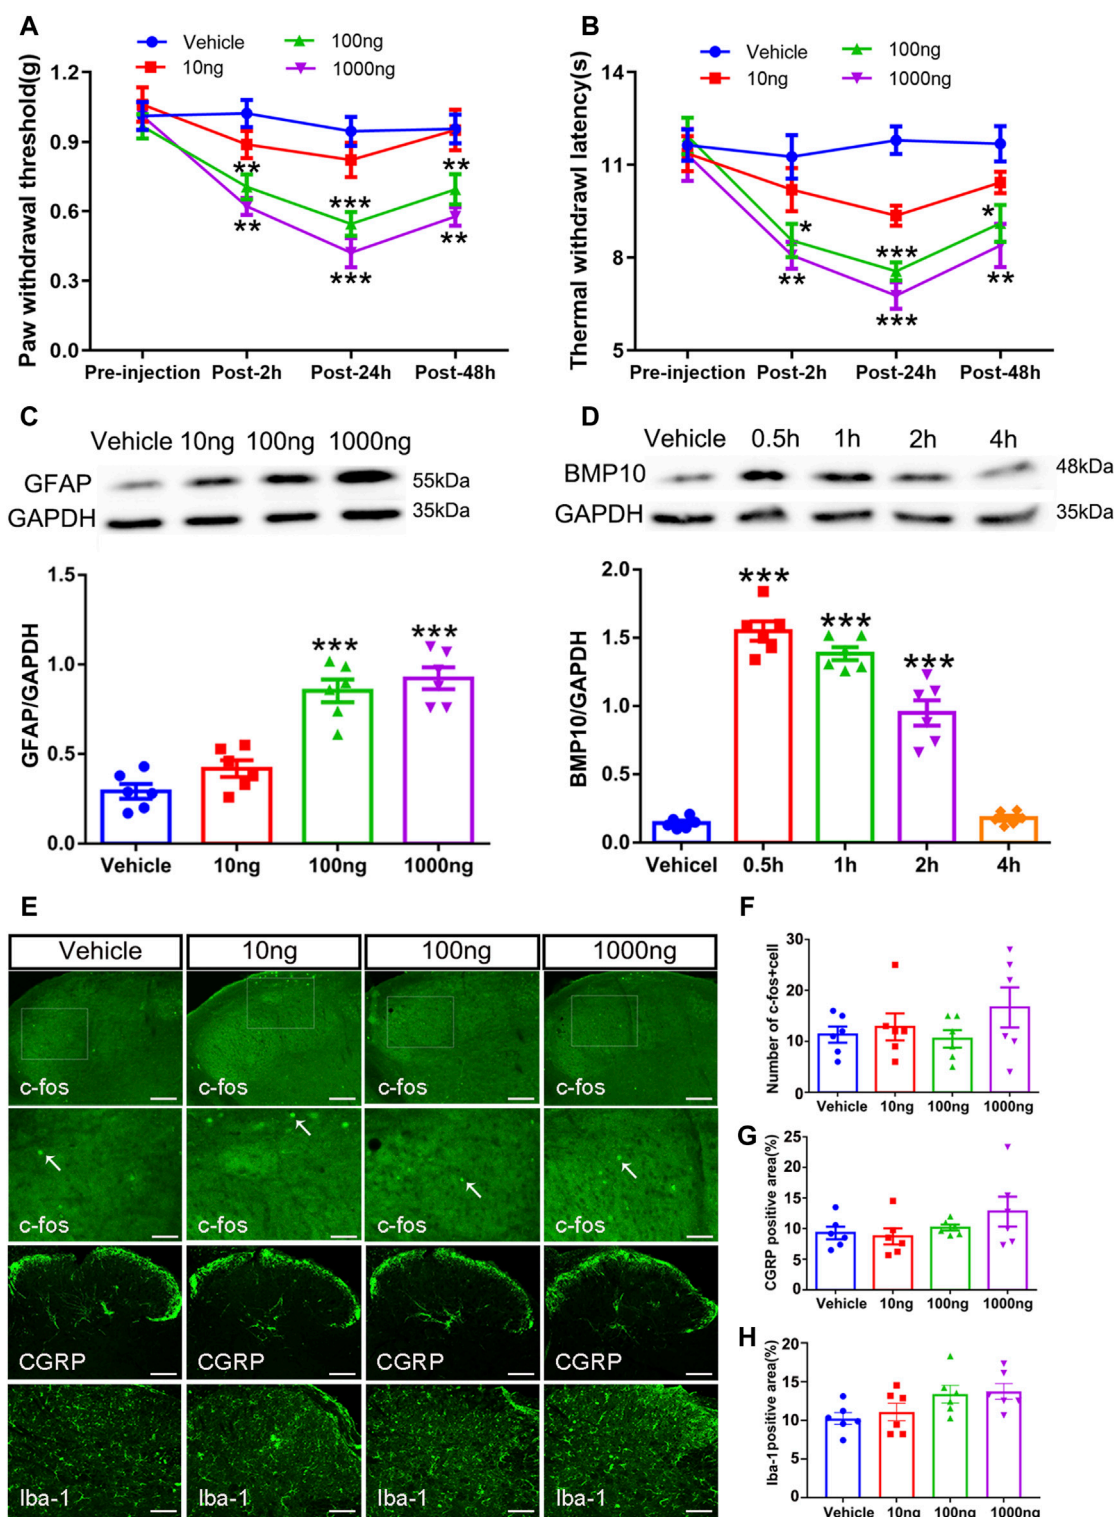 A
Vehicle
10ng
100ng
1000ng
Paw withdrawal threshold(g)
1.2
0.9
0.6
0.3
0.0
**
**
***
***
**
**
Pre-injection Post-2h Post-24h Post-48h
B
Vehicle
10ng
100ng
1000ng
Thermal withdrawl latency(s)
14
11
8
5
*
**
***
***
*
**
Pre-injection Post-2h Post-24h Post-48h
C
Vehicle 10ng 100ng 1000ng
GFAP 55kDa
GAPDH 35kDa
GFAP/GAPDH
1.5
1.0
0.5
0.0
***
***
Vehicle 10ng 100ng 1000ng
D
Vehicle 0.5h 1h 2h 4h
BMP10 48kDa
GAPDH 35kDa
BMP10/GAPDH
2.0
1.5
1.0
0.5
0.0
***
***
***
Vehicel 0.5h 1h 2h 4h
E
Vehicle 10ng 100ng 1000ng
c-fos c-fos c-fos c-fos
c-fos c-fos c-fos c-fos
CGRP CGRP CGRP CGRP
Iba-1 Iba-1 Iba-1 Iba-1
F
Number of c-fos+cell
30
20
10
0
Vehicle 10ng 100ng 1000ng
G
CGRP positive area(%)
25
20
15
10
5
0
Vehicle 10ng 100ng 1000ng
H
Iba-1positive area(%)
20
15
10
5
0
Vehicle 10ng 100ng 1000ng